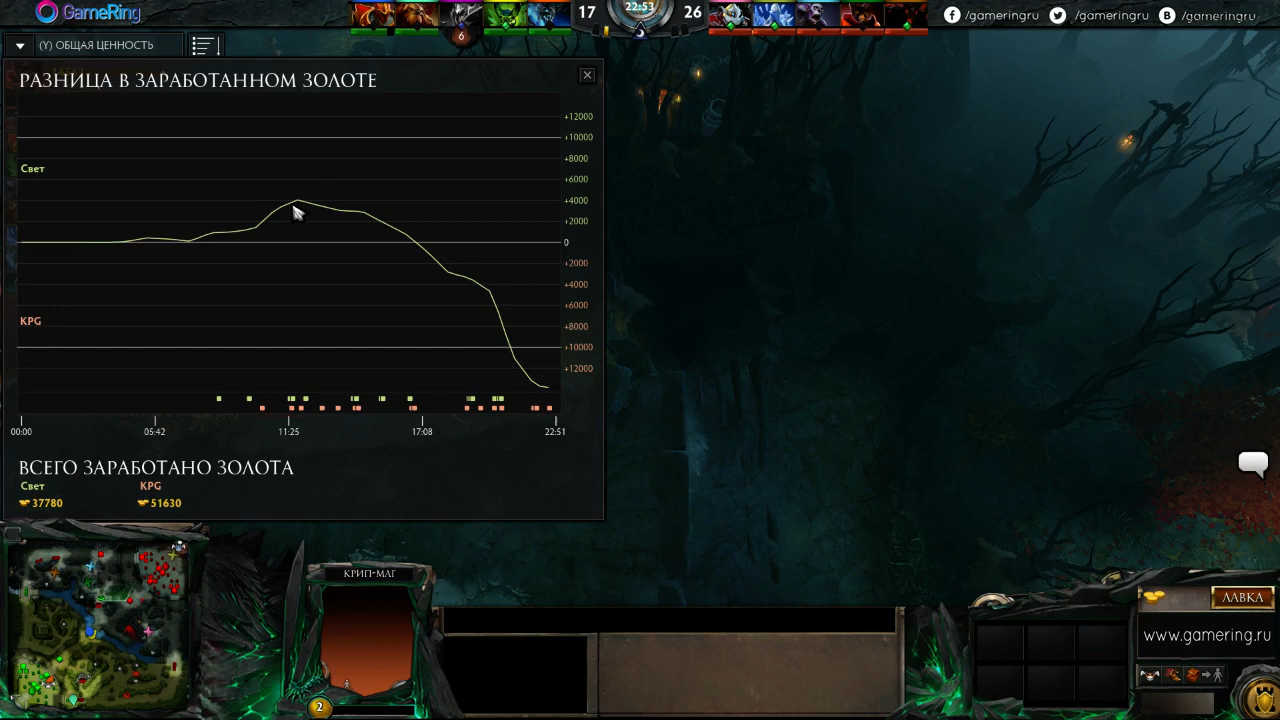 GameRing
17
22:53
26
/gameringru
/gameringru
/gameringru
6
(Y) ОБЩАЯ ЦЕННОСТЬ
РАЗНИЦА В ЗАРАБОТАННОМ ЗОЛОТЕ
+12000
+10000
+8000
Свет
+6000
+4000
+2000
0
+2000
+4000
+6000
KPG
+8000
+10000
+12000
00:00
05:42
11:25
17:08
22:51
ВСЕГО ЗАРАБОТАНО ЗОЛОТА
Свет
KPG
37780
51630
КРИП-МАГ
ЛАВКА
www.gamering.ru
2